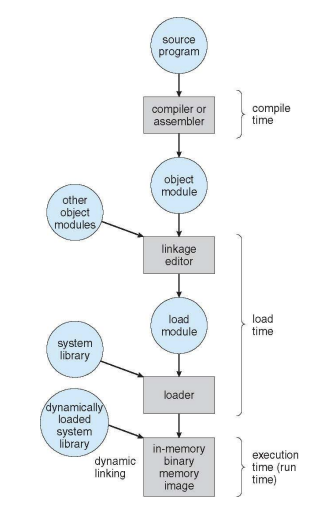 source
program
compiler or
assembler
compile
time
object
module
other
object
modules
linkage
editor
load
module
load
time
system
library
loader
dynamically
loaded
system
library
dynamic
linking
in-memory
binary
memory
image
execution
time (run
time)